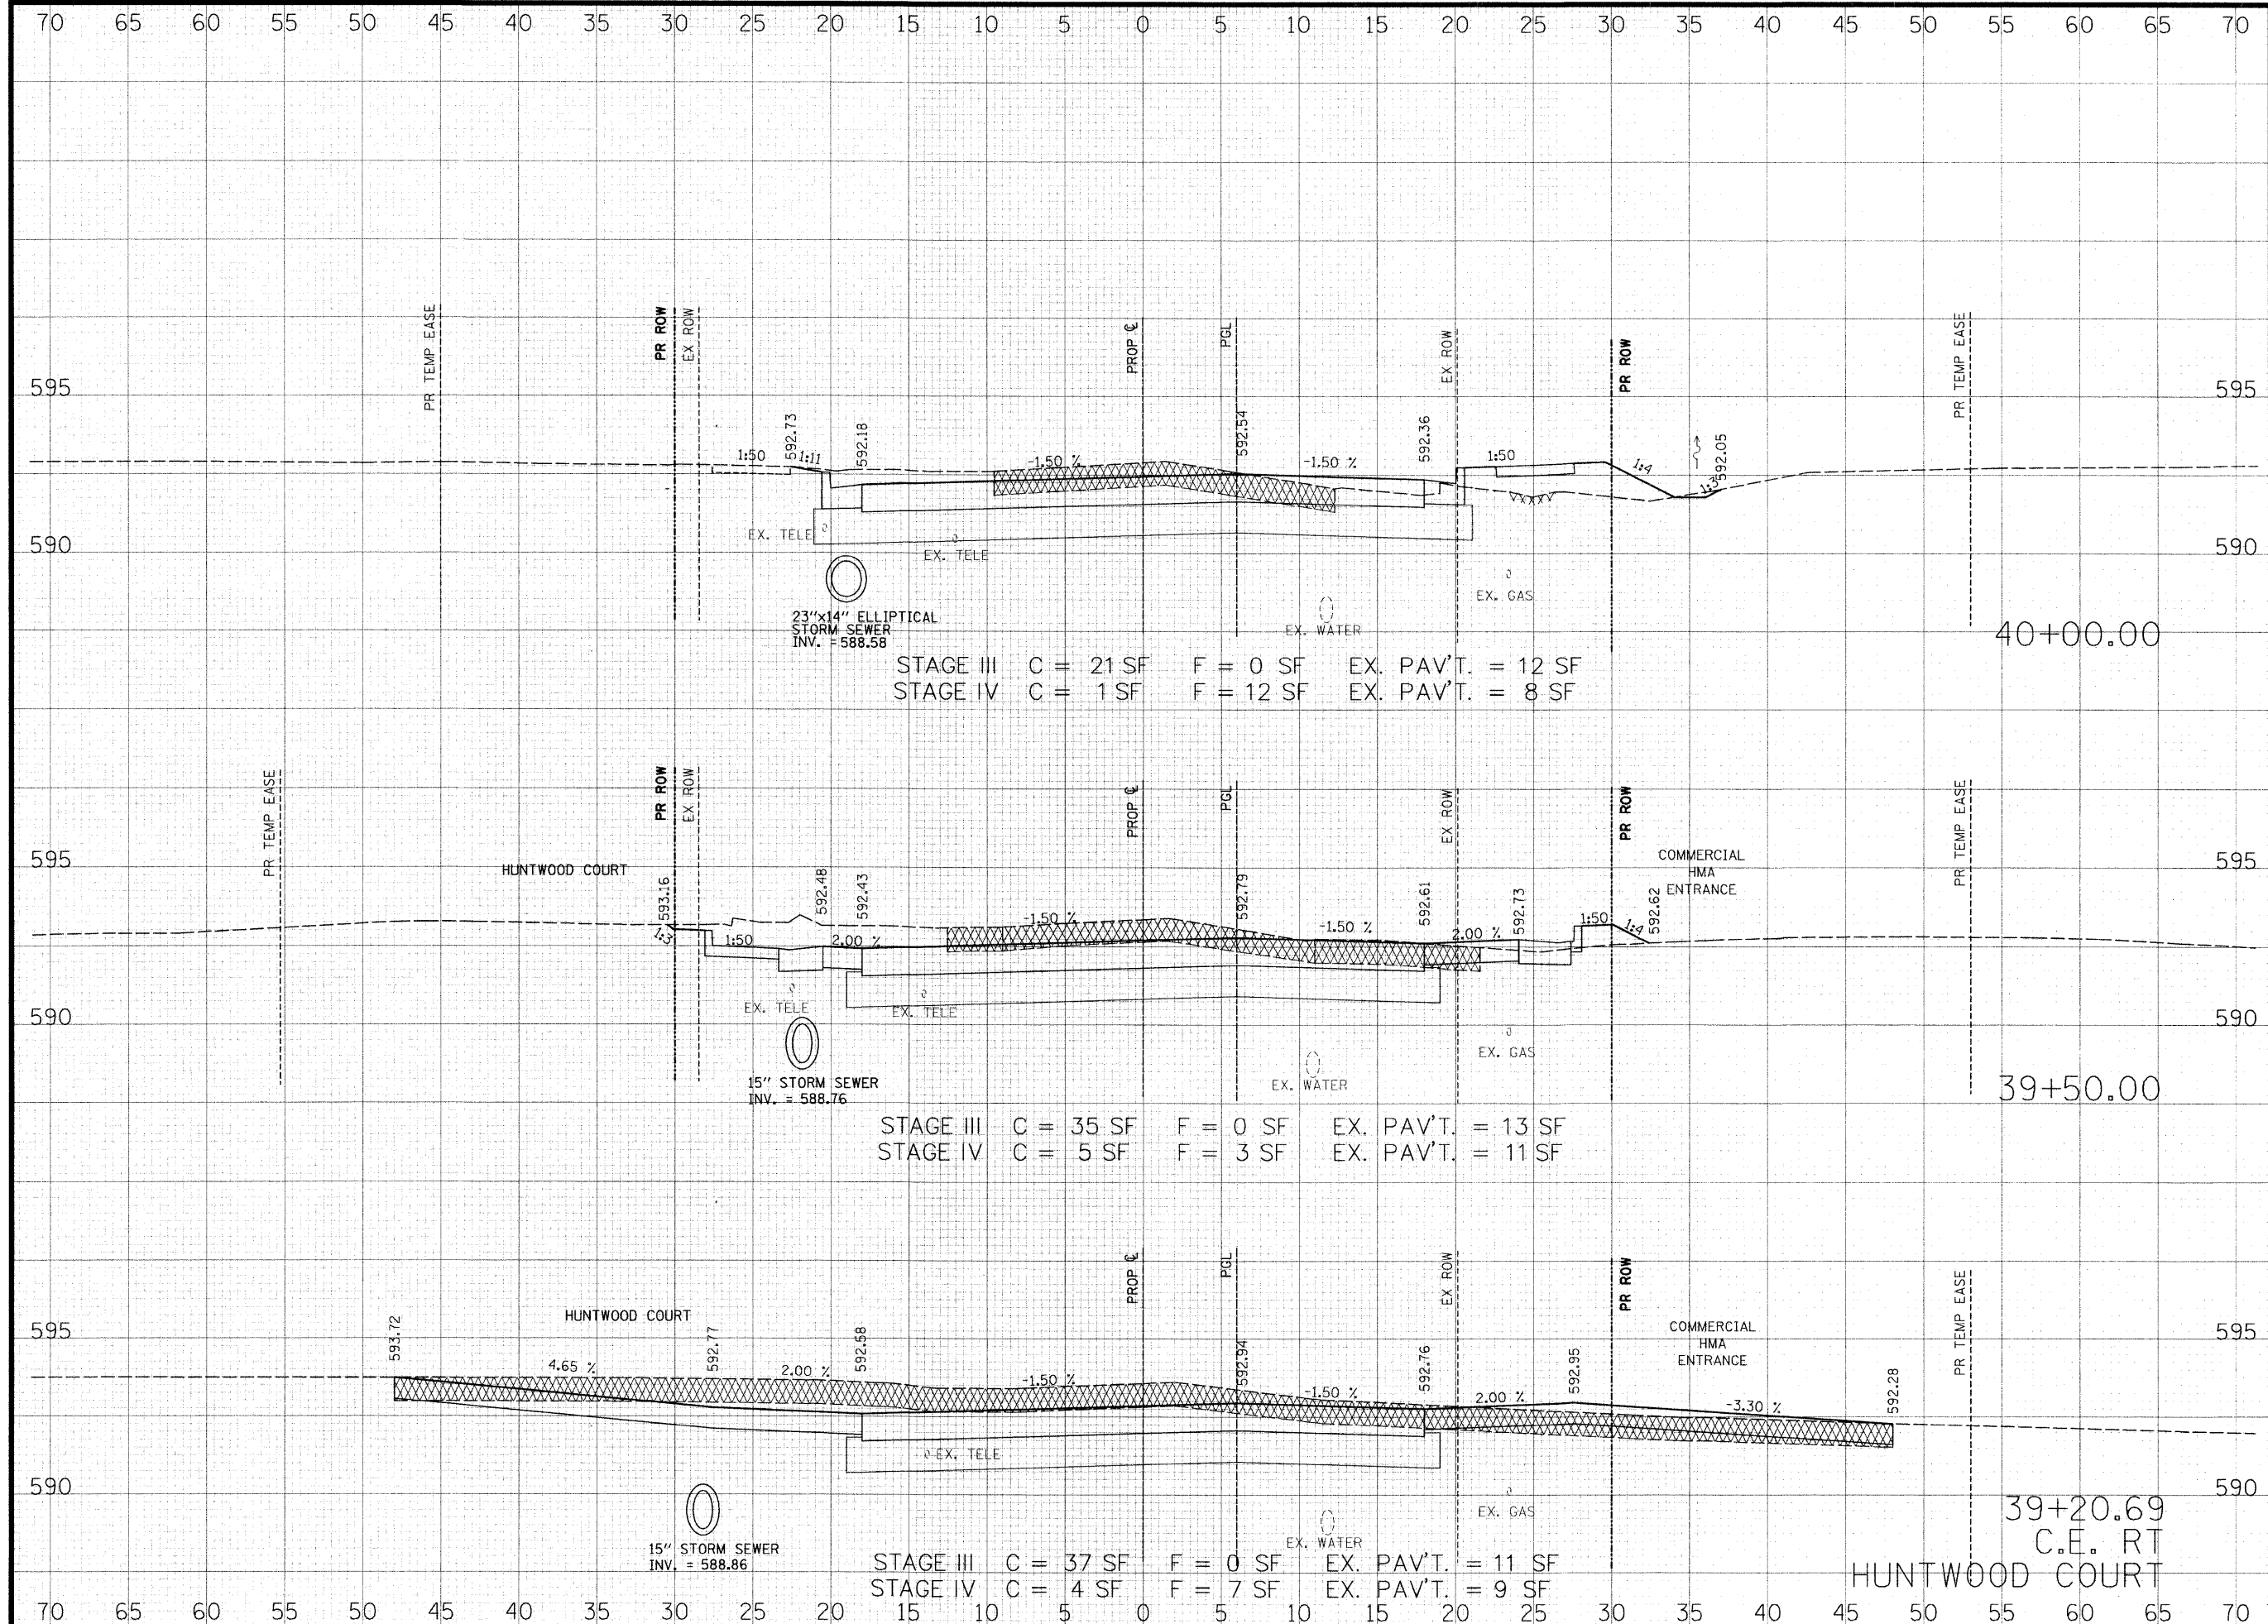 70 65 60 55 50 45 40 35 30 25 20 15 10 5 0 5 10 15 20 25 30 35 40 45 50 55 60 65 70
PR TEMP EASE
PR ROW
EX ROW
PROP ℄
PGL
EX ROW
PR ROW
PR TEMP EASE
595
595
1:50
592.73
1:11
592.18
-1.50 %
592.54
-1.50 %
592.36
1:50
1:4
1:3
592.05
590
590
EX. TELE
EX. TELE
23"x14" ELLIPTICAL
STORM SEWER
INV. = 588.58
EX. WATER
EX. GAS
40+00.00
STAGE III C = 21 SF F = 0 SF EX. PAV'T. = 12 SF
STAGE IV C = 1 SF F = 12 SF EX. PAV'T. = 8 SF
PR TEMP EASE
PR ROW
EX ROW
PROP ℄
PGL
EX ROW
PR ROW
PR TEMP EASE
595
595
HUNTWOOD COURT
COMMERCIAL
HMA
ENTRANCE
593.16
1:3
1:50
592.48
2.00 %
592.43
-1.50 %
592.79
-1.50 %
592.61
2.00 %
592.73
1:50
1:4
592.62
590
590
EX. TELE
EX. TELE
15" STORM SEWER
INV. = 588.76
EX. WATER
EX. GAS
39+50.00
STAGE III C = 35 SF F = 0 SF EX. PAV'T. = 13 SF
STAGE IV C = 5 SF F = 3 SF EX. PAV'T. = 11 SF
PROP ℄
PGL
EX ROW
PR ROW
PR TEMP EASE
595
595
HUNTWOOD COURT
COMMERCIAL
HMA
ENTRANCE
593.72
4.65 %
592.77
2.00 %
592.58
-1.50 %
592.94
-1.50 %
592.76
2.00 %
592.95
-3.30 %
592.28
590
590
EX. TELE
15" STORM SEWER
INV. = 588.86
EX. WATER
EX. GAS
39+20.69
C.E. RT
HUNTWOOD COURT
STAGE III C = 37 SF F = 0 SF EX. PAV'T. = 11 SF
STAGE IV C = 4 SF F = 7 SF EX. PAV'T. = 9 SF
70 65 60 55 50 45 40 35 30 25 20 15 10 5 0 5 10 15 20 25 30 35 40 45 50 55 60 65 70